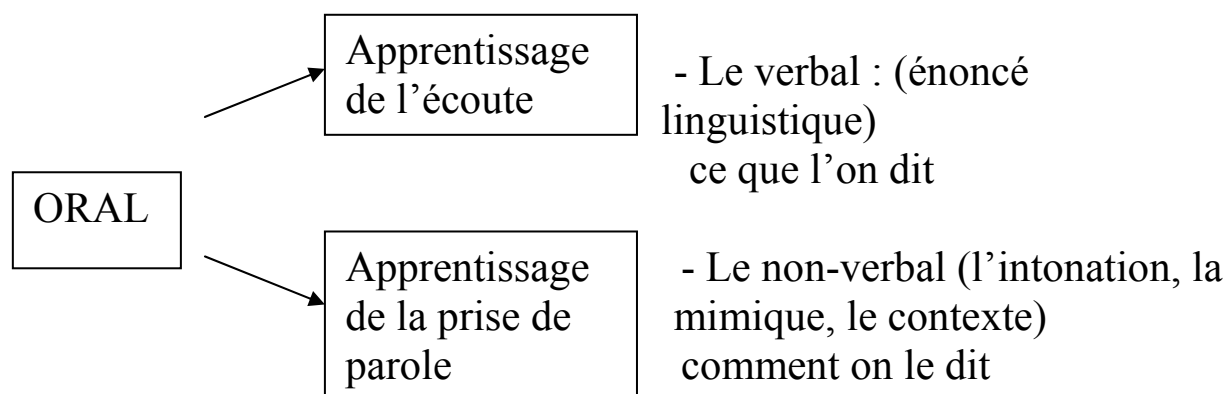 ORAL
Apprentissage
de l’écoute
- Le verbal : (énoncé
linguistique)
ce que l’on dit
Apprentissage
de la prise de
parole
- Le non-verbal (l’intonation, la
mimique, le contexte)
comment on le dit